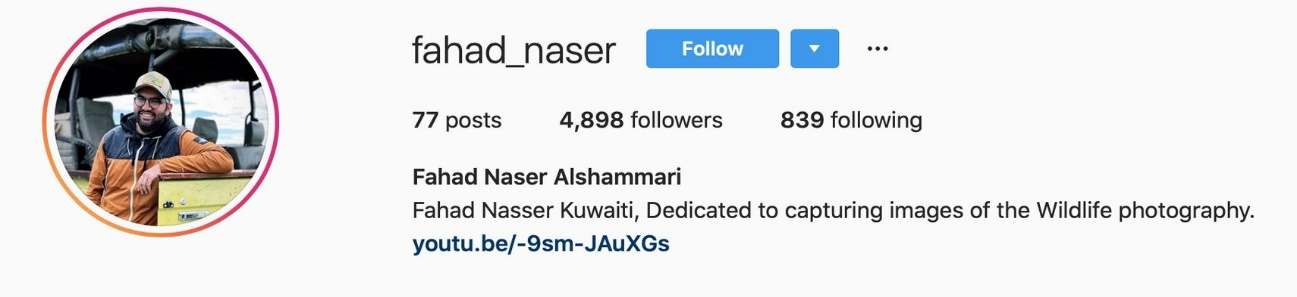 fahad_naser Follow
77 posts 4,898 followers 839 following
Fahad Naser Alshammari
Fahad Nasser Kuwaiti, Dedicated to capturing images of the Wildlife photography.
youtu.be/-9sm-JAuXGs